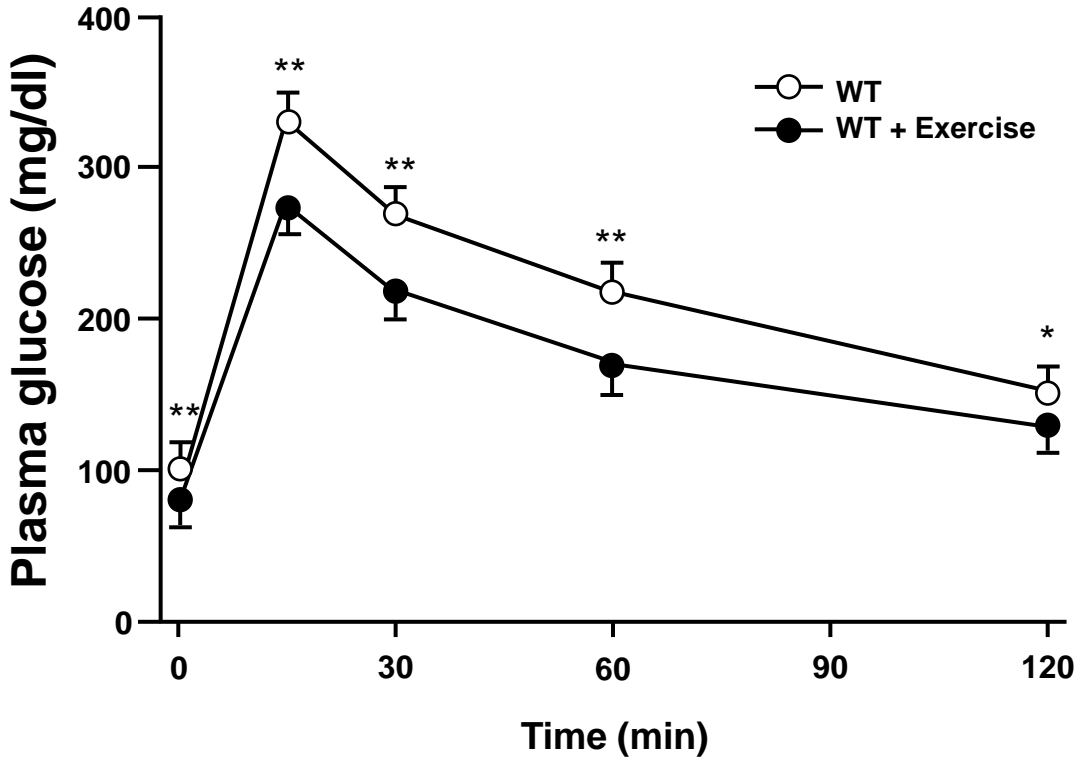 Plasma glucose (mg/dl)
400
300
200
100
0
**
**
**
**
*
WT
WT + Exercise
0 30 60 90 120
Time (min)